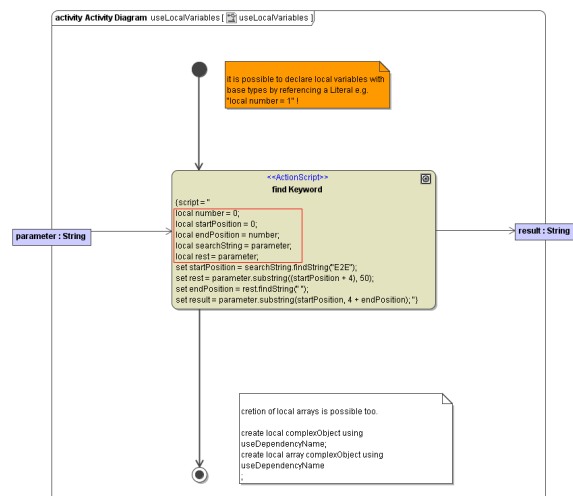 activity Activity Diagram useLocalVariables [ useLocalVariables ]
it is possible to declare local variables with
base types by referencing a Literal e.g.
"local number = 1" !
<<ActionScript>>
find Keyword
{script = "
local number = 0;
local startPosition = 0;
local endPosition = number;
local searchString = parameter;
local rest = parameter;
set startPosition = searchString.findString("E2E");
set rest = parameter.substring((startPosition + 4), 50);
set endPosition = rest.findString(" ");
set result = parameter.substring(startPosition, 4 + endPosition); "}
parameter : String
result : String
cretion of local arrays is possible too.
create local complexObject using
useDependencyName;
create local array complexObject using
useDependencyName
;